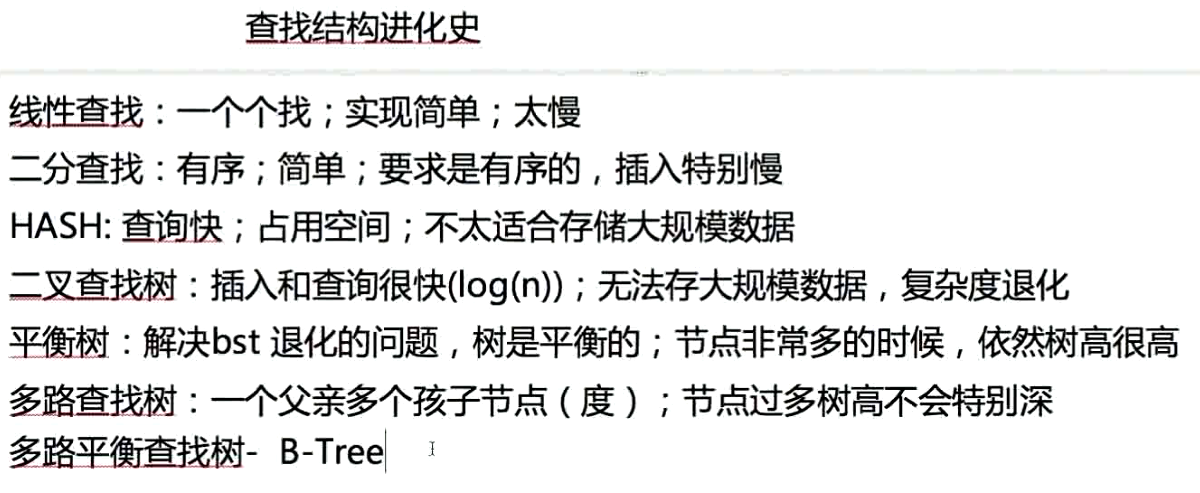 查找结构进化史
线性查找：一个个找；实现简单；太慢
二分查找：有序；简单；要求是有序的，插入特别慢
HASH: 查询快；占用空间；不太适合存储大规模数据
二叉查找树：插入和查询很快(log(n))；无法存大规模数据，复杂度退化
平衡树：解决bst 退化的问题，树是平衡的；节点非常多的时候，依然树高很高
多路查找树：一个父亲多个孩子节点（度）；节点过多树高不会特别深
多路平衡查找树- B-Tree